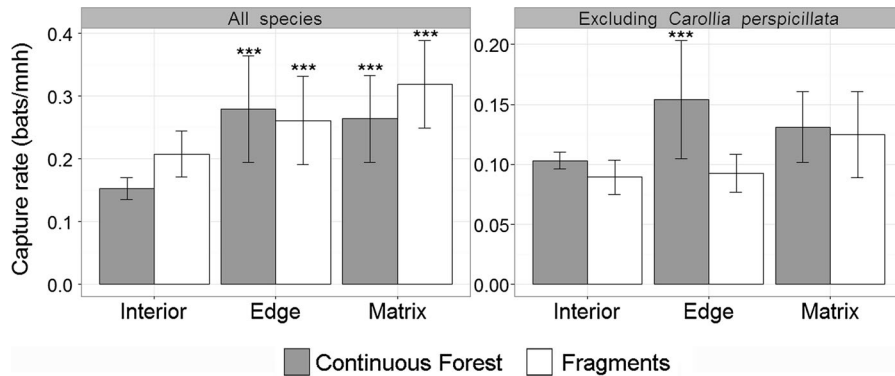 All species
Excluding Carollia perspicillata
Capture rate (bats/mnh)
0.4
0.3
0.2
0.1
0.0
***
***
***
***
Interior Edge Matrix
0.20
0.15
0.10
0.05
0.00
***
Interior Edge Matrix
Continuous Forest Fragments